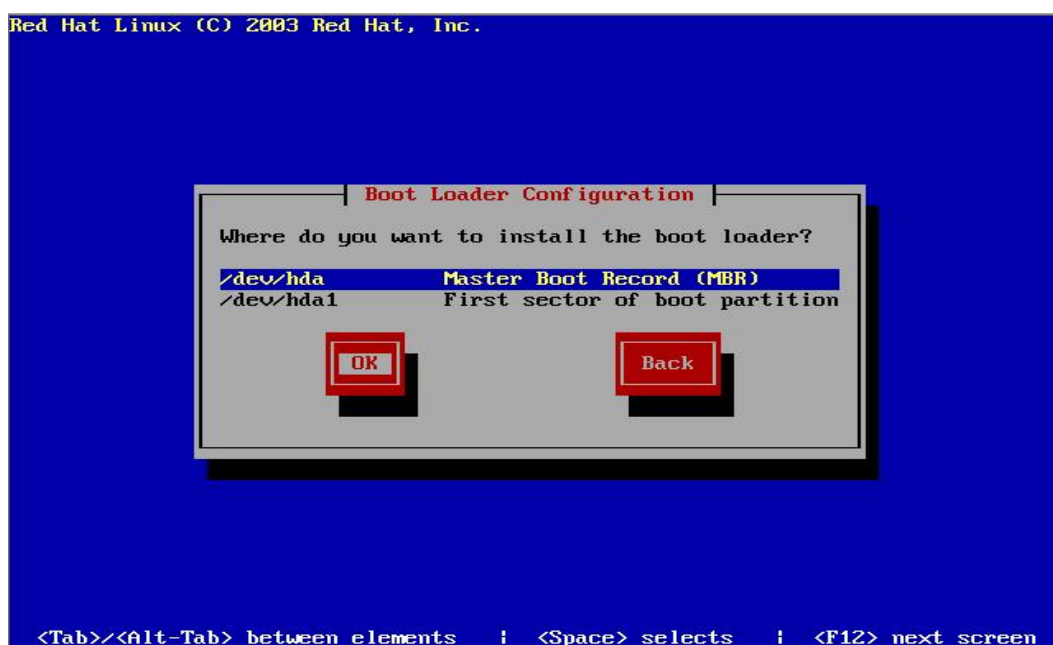 Red Hat Linux (C) 2003 Red Hat, Inc.
Boot Loader Configuration
Where do you want to install the boot loader?
/dev/hda Master Boot Record (MBR)
/dev/hda1 First sector of boot partition
OK Back
<Tab>/<Alt-Tab> between elements | <Space> selects | <F12> next screen